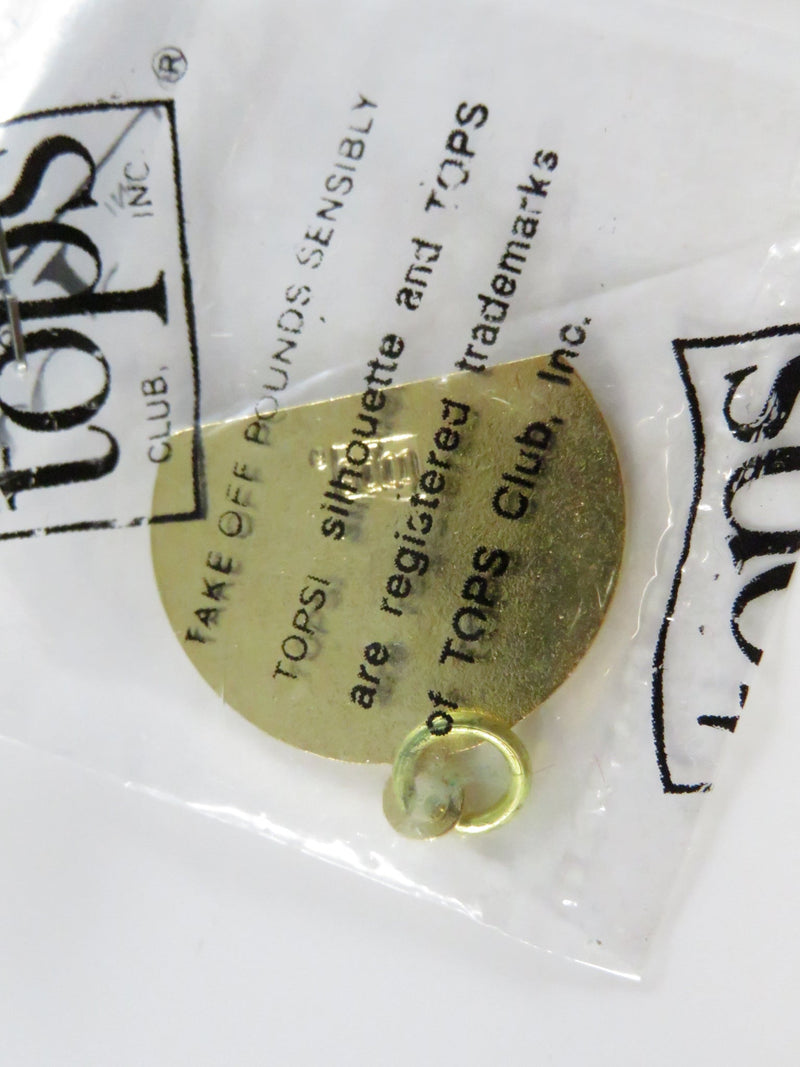 ®
tops
CLUB, INC.
TAKE OFF POUNDS SENSIBLY
TOPSI silhouette and TOPS
are registered trademarks
of TOPS Club, Inc.
tops